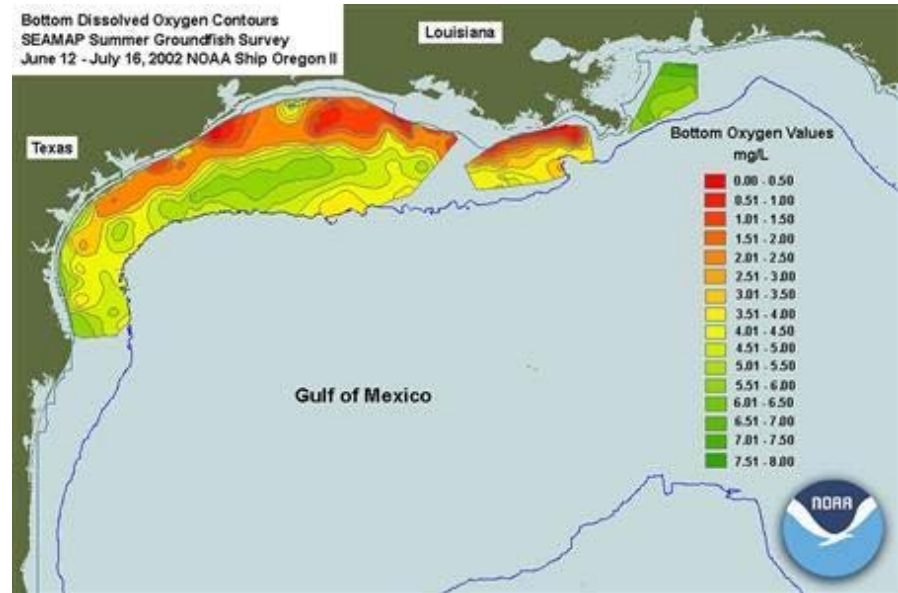 Bottom Dissolved Oxygen Contours
SEAMAP Summer Groundfish Survey
June 12 - July 16, 2002 NOAA Ship Oregon II
Louisiana
Texas
Bottom Oxygen Values
mg/L
0.00 - 0.50
0.51 - 1.00
1.01 - 1.50
1.51 - 2.00
2.01 - 2.50
2.51 - 3.00
3.01 - 3.50
3.51 - 4.00
4.01 - 4.50
4.51 - 5.00
5.01 - 5.50
5.51 - 6.00
6.01 - 6.50
6.51 - 7.00
7.01 - 7.50
7.51 - 8.00
Gulf of Mexico
NOAA